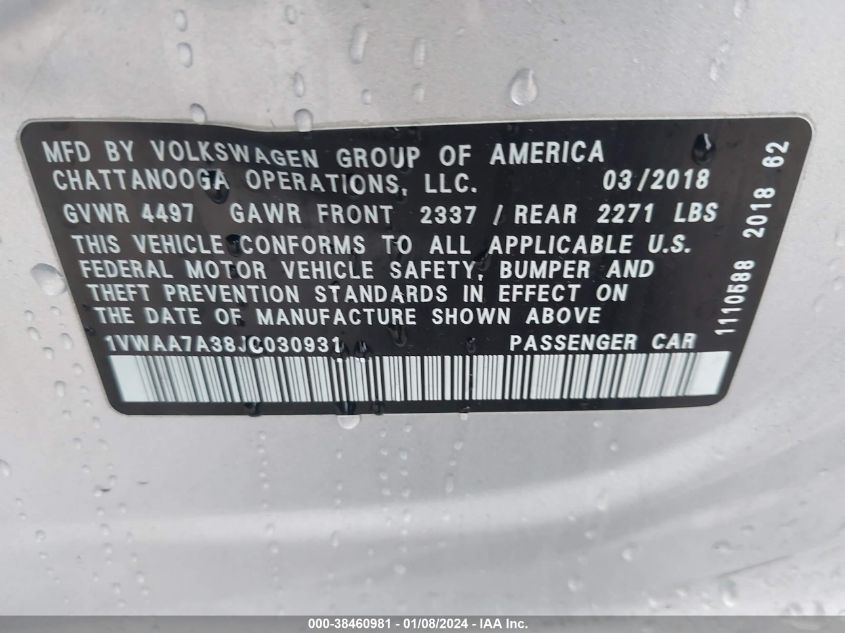 MFD BY VOLKSWAGEN GROUP OF AMERICA
CHATTANOOGA OPERATIONS, LLC. 03/2018
GVWR 4497 GAWR FRONT 2337 / REAR 2271 LBS
THIS VEHICLE CONFORMS TO ALL APPLICABLE U.S.
FEDERAL MOTOR VEHICLE SAFETY, BUMPER AND
THEFT PREVENTION STANDARDS IN EFFECT ON
THE DATE OF MANUFACTURE SHOWN ABOVE
1VWAA7A38JC030931 PASSENGER CAR
1110588 2018 62
000-38460981 - 01/08/2024 - IAA Inc.